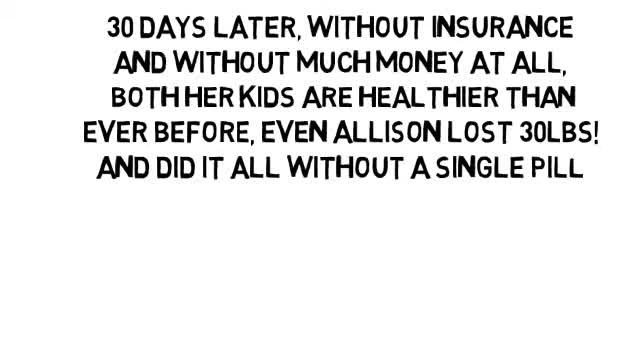 30 DAYS LATER, WITHOUT INSURANCE
AND WITHOUT MUCH MONEY AT ALL,
BOTH HER KIDS ARE HEALTHIER THAN
EVER BEFORE, EVEN ALLISON LOST 30LBS!
AND DID IT ALL WITHOUT A SINGLE PILL